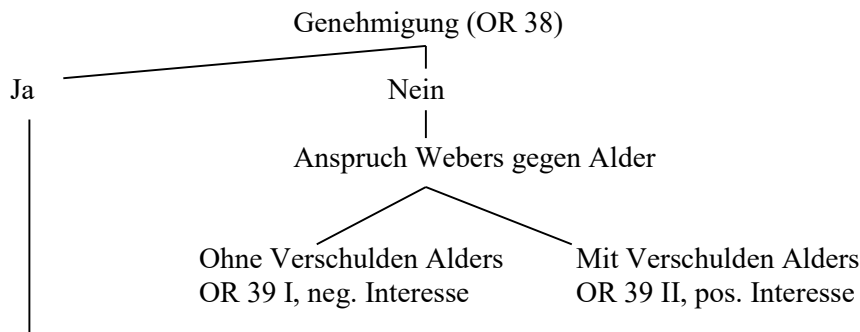 Genehmigung (OR 38)
Ja
Nein
Anspruch Webers gegen Alder
Ohne Verschulden Alders
OR 39 I, neg. Interesse
Mit Verschulden Alders
OR 39 II, pos. Interesse